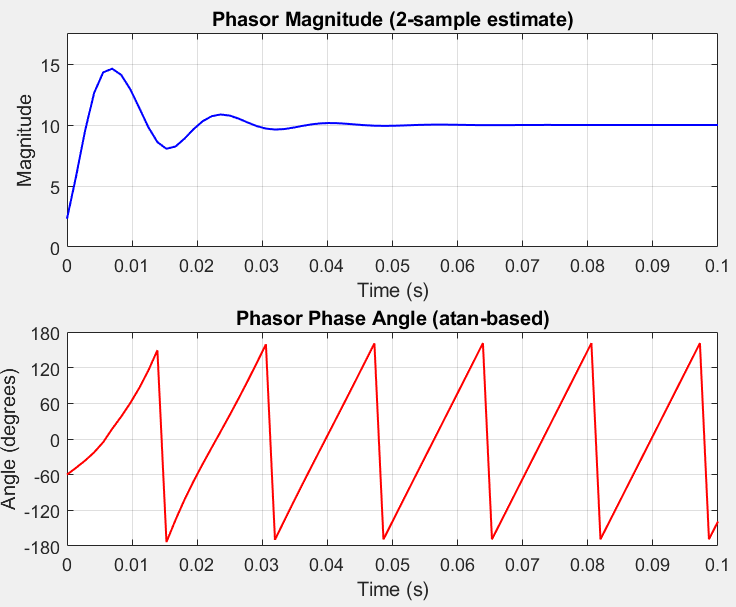 Phasor Magnitude (2-sample estimate)
15
10
5
0
Magnitude
0 0.01 0.02 0.03 0.04 0.05 0.06 0.07 0.08 0.09 0.1
Time (s)
Phasor Phase Angle (atan-based)
180
120
60
0
-60
-120
-180
Angle (degrees)
0 0.01 0.02 0.03 0.04 0.05 0.06 0.07 0.08 0.09 0.1
Time (s)